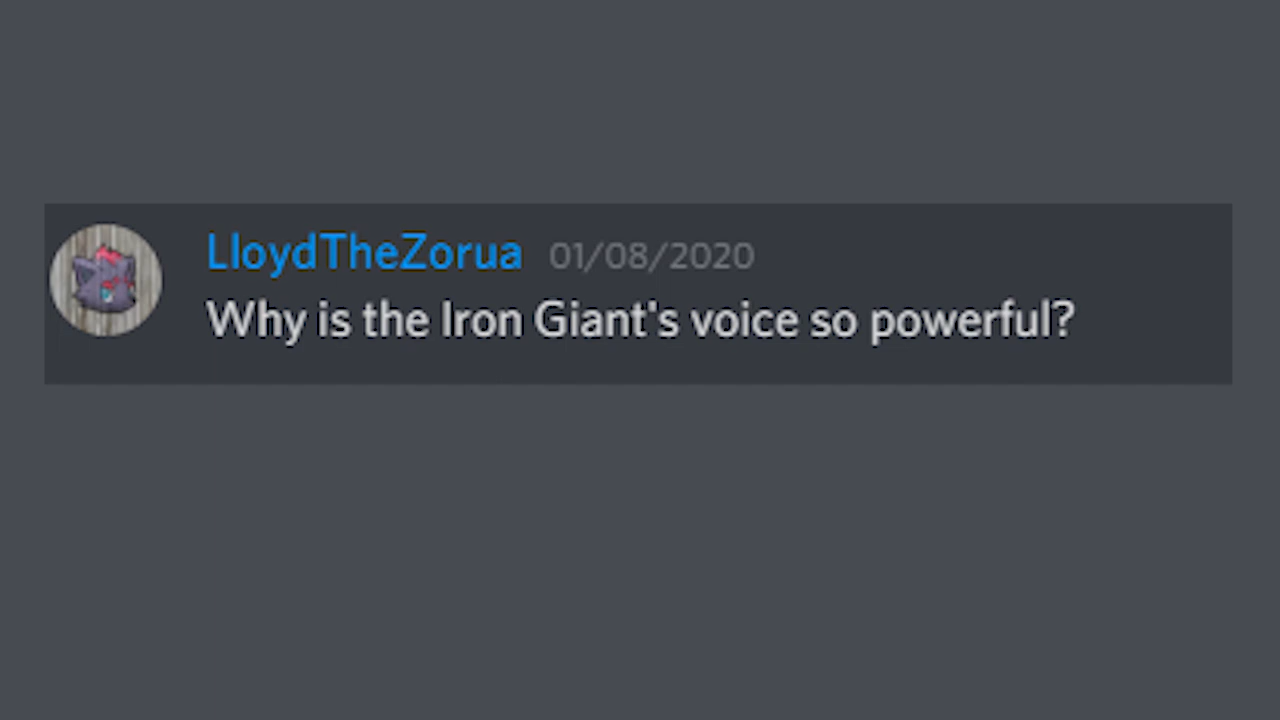 LloydTheZorua 01/08/2020
Why is the Iron Giant's voice so powerful?